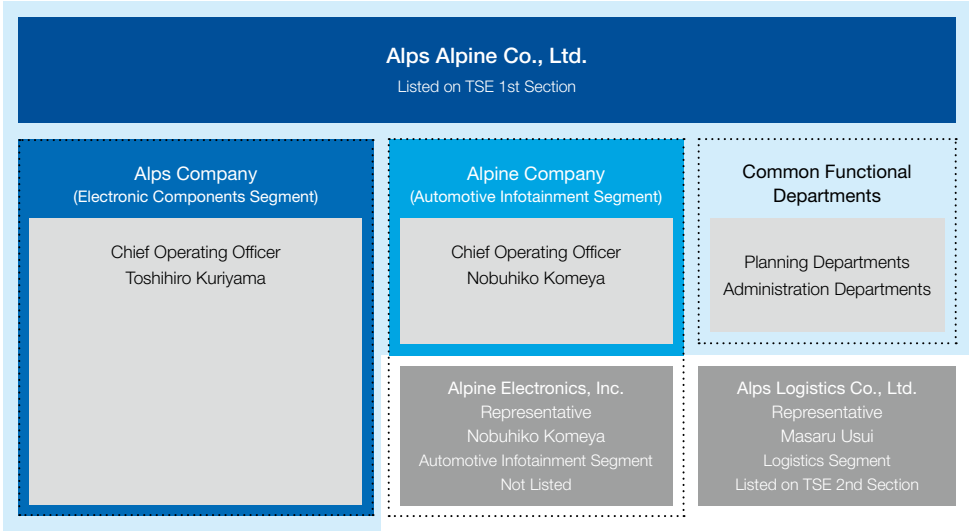 Alps Alpine Co., Ltd.
Listed on TSE 1st Section
Alps Company
(Electronic Components Segment)
Chief Operating Officer
Toshihiro Kuriyama
Alpine Company
(Automotive Infotainment Segment)
Chief Operating Officer
Nobuhiko Komeya
Common Functional
Departments
Planning Departments
Administration Departments
Alpine Electronics, Inc.
Representative
Nobuhiko Komeya
Automotive Infotainment Segment
Not Listed
Alps Logistics Co., Ltd.
Representative
Masaru Usui
Logistics Segment
Listed on TSE 2nd Section